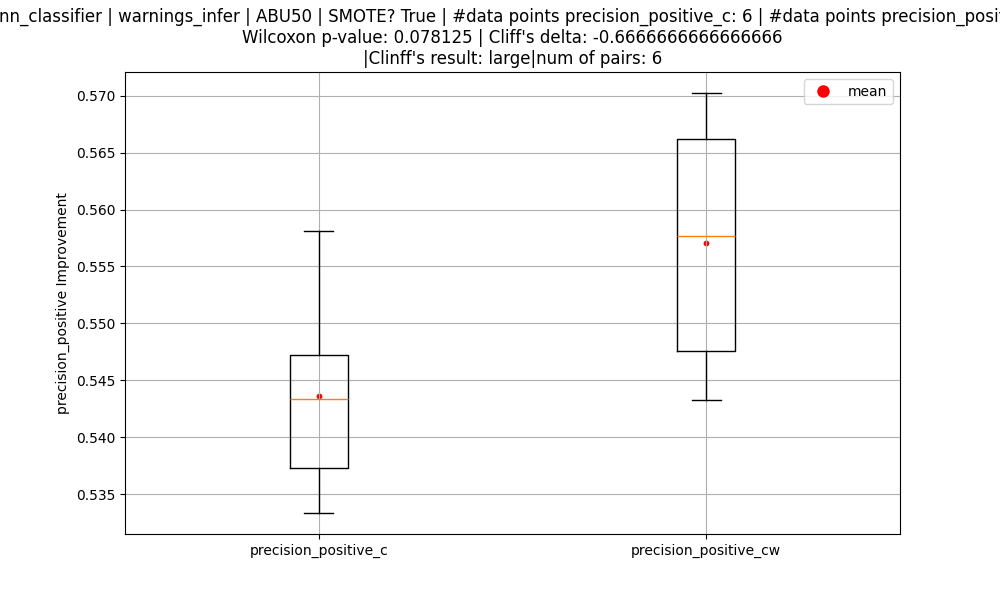 nn_classifier | warnings_infer | ABU50 | SMOTE? True | #data points precision_positive_c: 6 | #data points precision_posi
Wilcoxon p-value: 0.078125 | Cliff's delta: -0.6666666666666666
|Clinff's result: large|num of pairs: 6
mean
0.570
0.565
0.560
0.555
0.550
0.545
0.540
0.535
precision_positive Improvement
precision_positive_c
precision_positive_cw